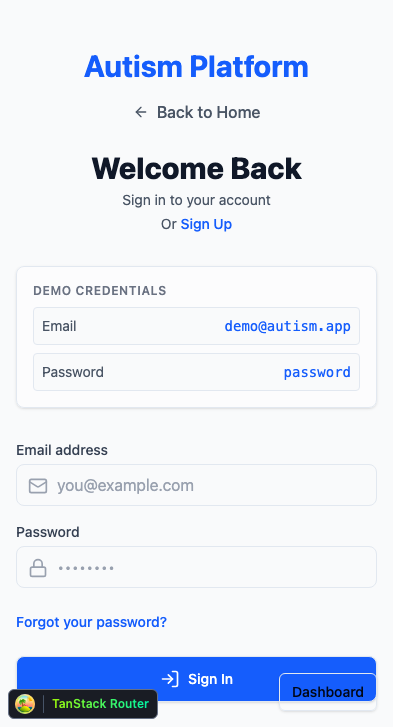 Autism Platform
Back to Home
Welcome Back
Sign in to your account
Or Sign Up
DEMO CREDENTIALS
Email demo@autism.app
Password password
Email address
you@example.com
Password
••••••••
Forgot your password?
Sign In
Dashboard
TanStack Router